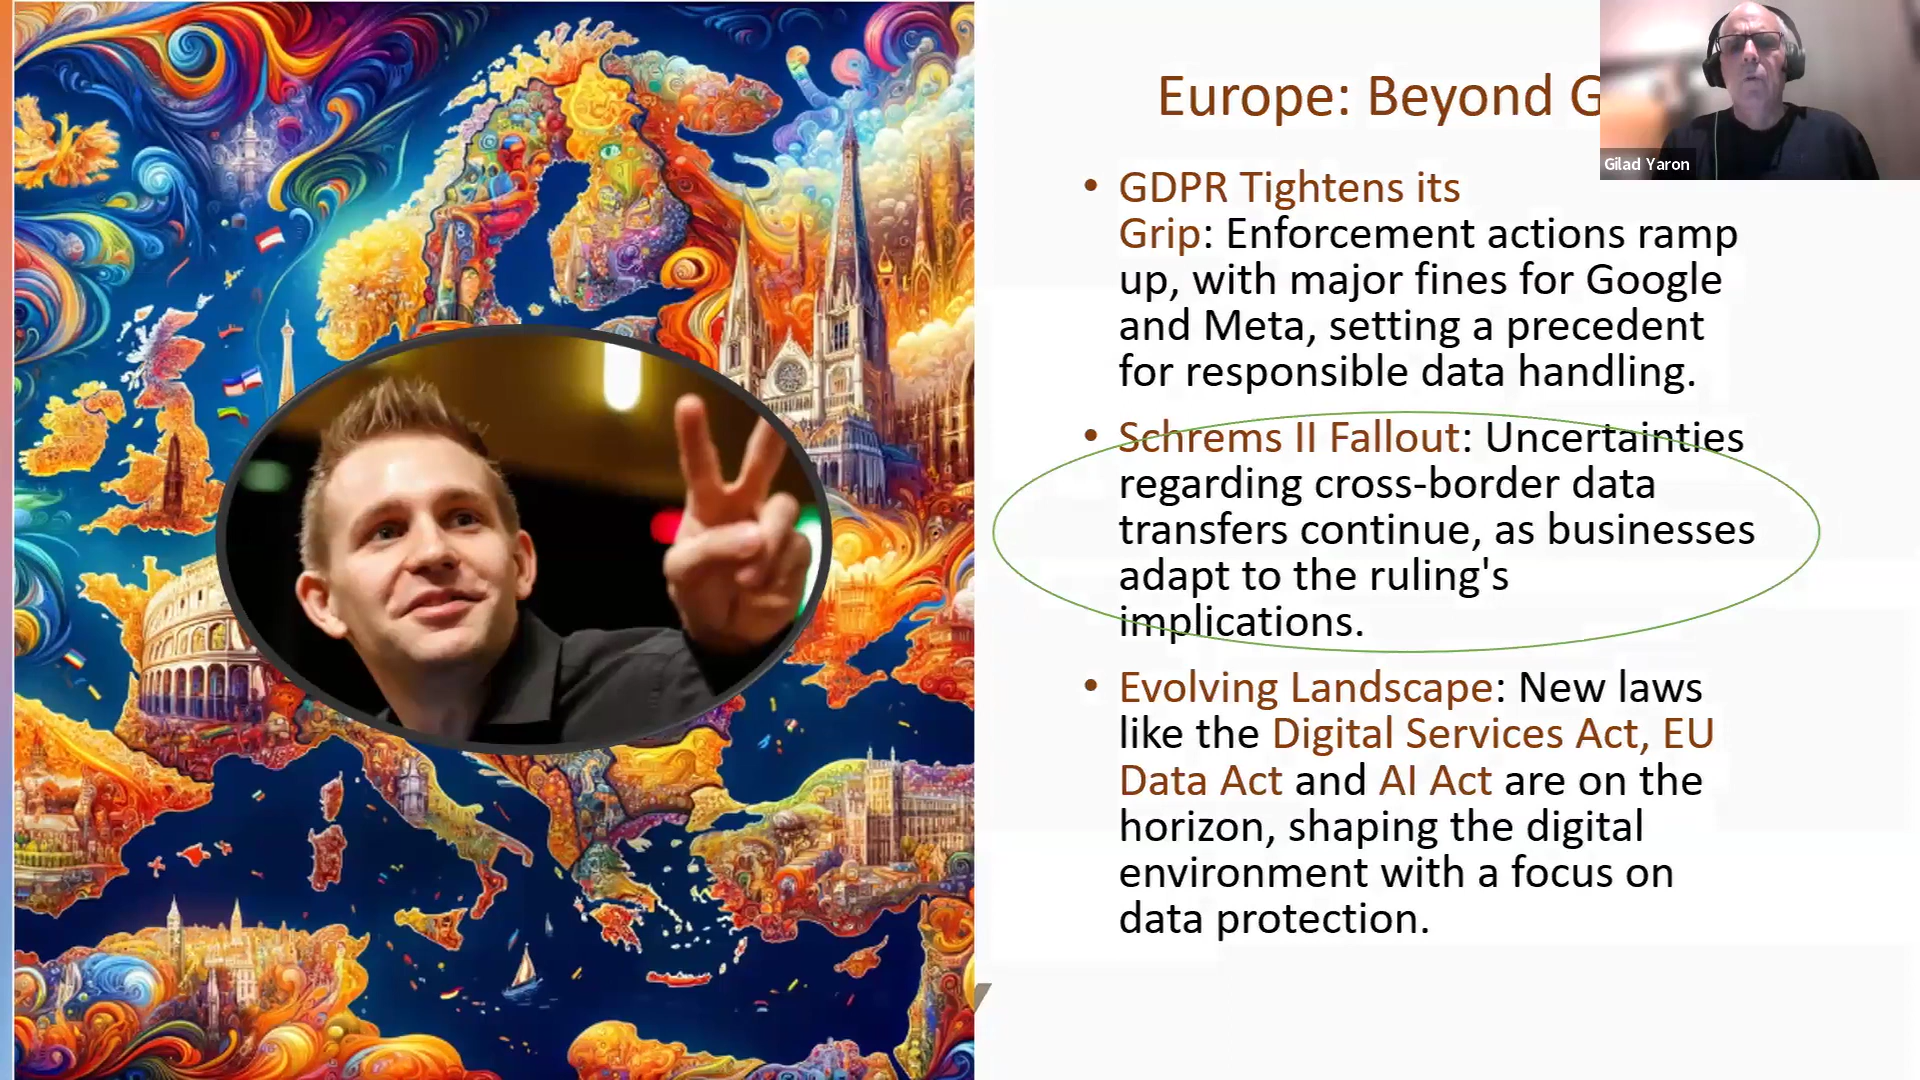 Europe: Beyond G
Gilad Yaron
• GDPR Tightens its
Grip: Enforcement actions ramp
up, with major fines for Google
and Meta, setting a precedent
for responsible data handling.
• Schrems II Fallout: Uncertainties
regarding cross-border data
transfers continue, as businesses
adapt to the ruling's
implications.
• Evolving Landscape: New laws
like the Digital Services Act, EU
Data Act and AI Act are on the
horizon, shaping the digital
environment with a focus on
data protection.